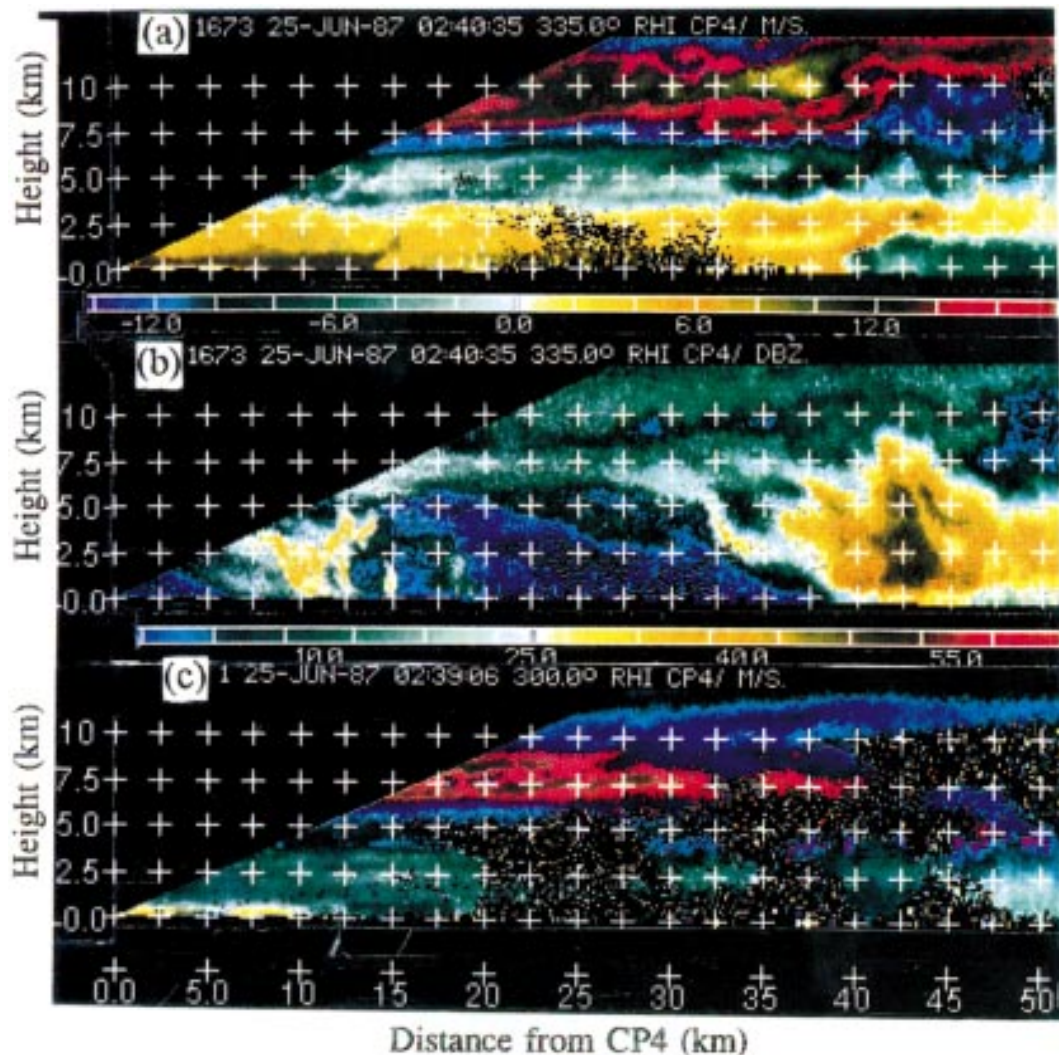 (a) 1673 25-JUN-87 02:40:35 335.0º RHI CP4/ M/S.
Height (km)
10
7.5
5.0
2.5
0.0
-12.0 -6.0 0.0 6.0 12.0
(b) 1673 25-JUN-87 02:40:35 335.0º RHI CP4/ DBZ.
Height (km)
10
7.5
5.0
2.5
0.0
10.0 25.0 40.0 55.0
(c) 1 25-JUN-87 02:39:06 300.0º RHI CP4/ M/S.
Height (km)
10
7.5
5.0
2.5
0.0
0.0 5.0 10 15 20 25 30 35 40 45 50
Distance from CP4 (km)